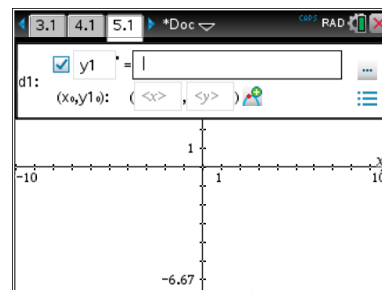 3.1 4.1 5.1 *Doc CAPS RAD
y1 ' =
d1:
(x₀,y1₀): ( <x> , <y> )
...
1
x
-10 1 10
-6.67